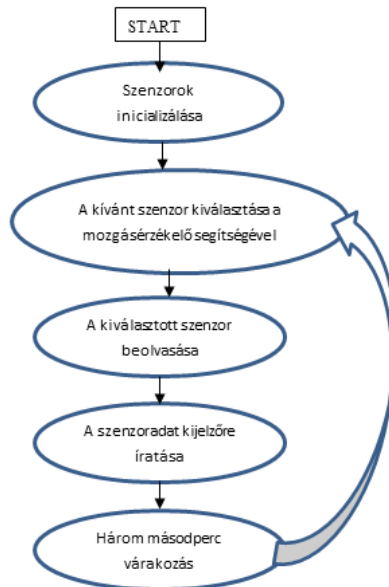 START
Szenzorok
inicializálása
A kívánt szenzor kiválasztása a
mozgásérzékelő segítségével
A kiválasztott szenzor
beolvasása
A szenzoradat kijelzőre
íratása
Három másodperc
várakozás